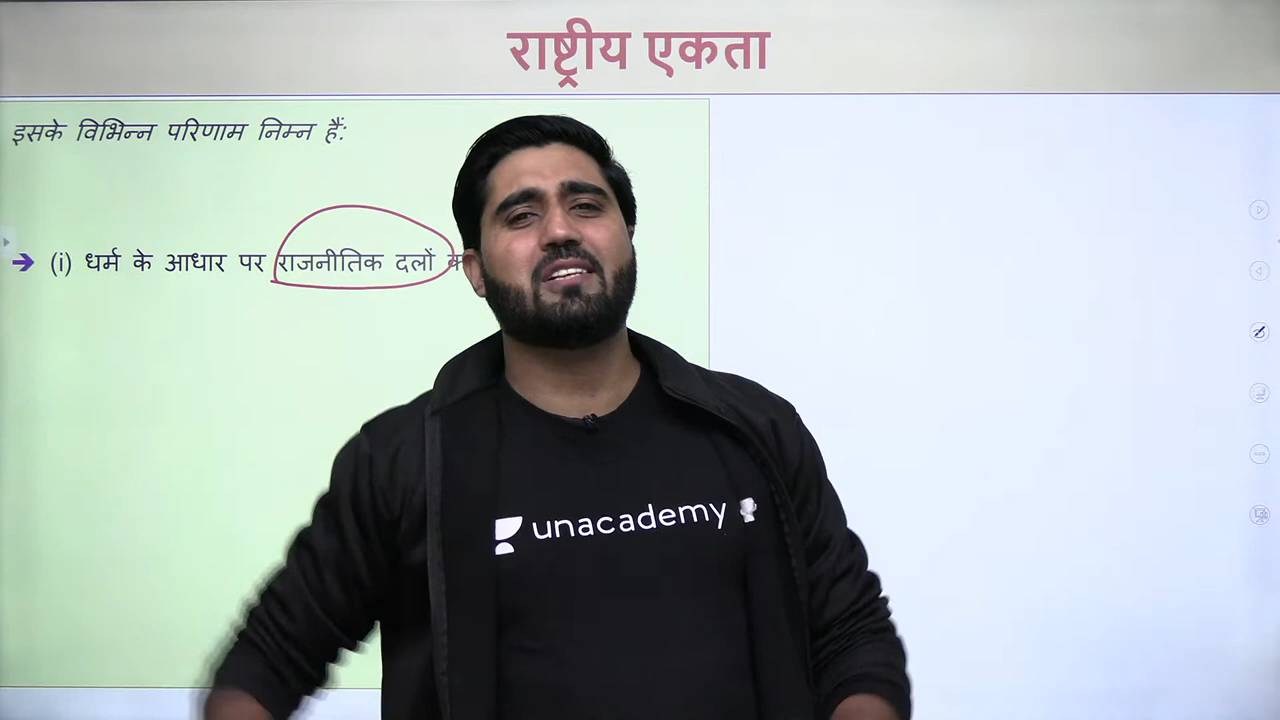 राष्ट्रीय एकता
इसके विभिन्न परिणाम निम्न हैं:
(i) धर्म के आधार पर राजनीतिक दलों
unacademy